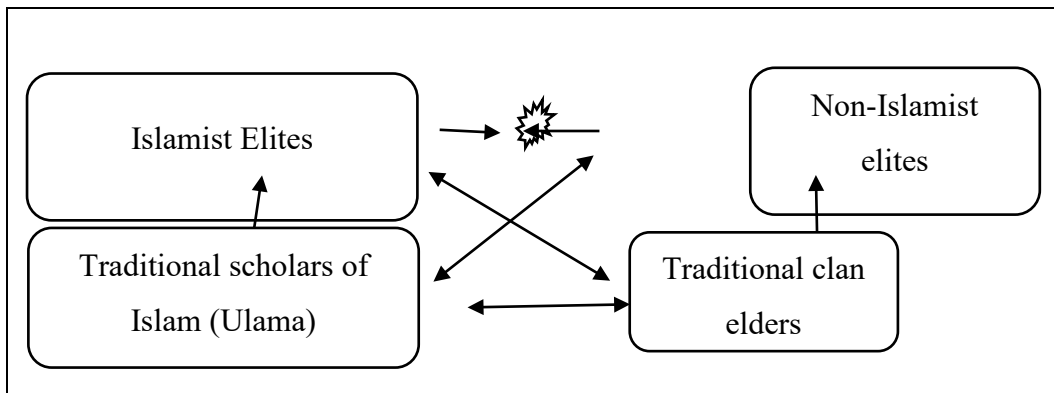 Islamist Elites
Non-Islamist
elites
Traditional scholars of
Islam (Ulama)
Traditional clan
elders